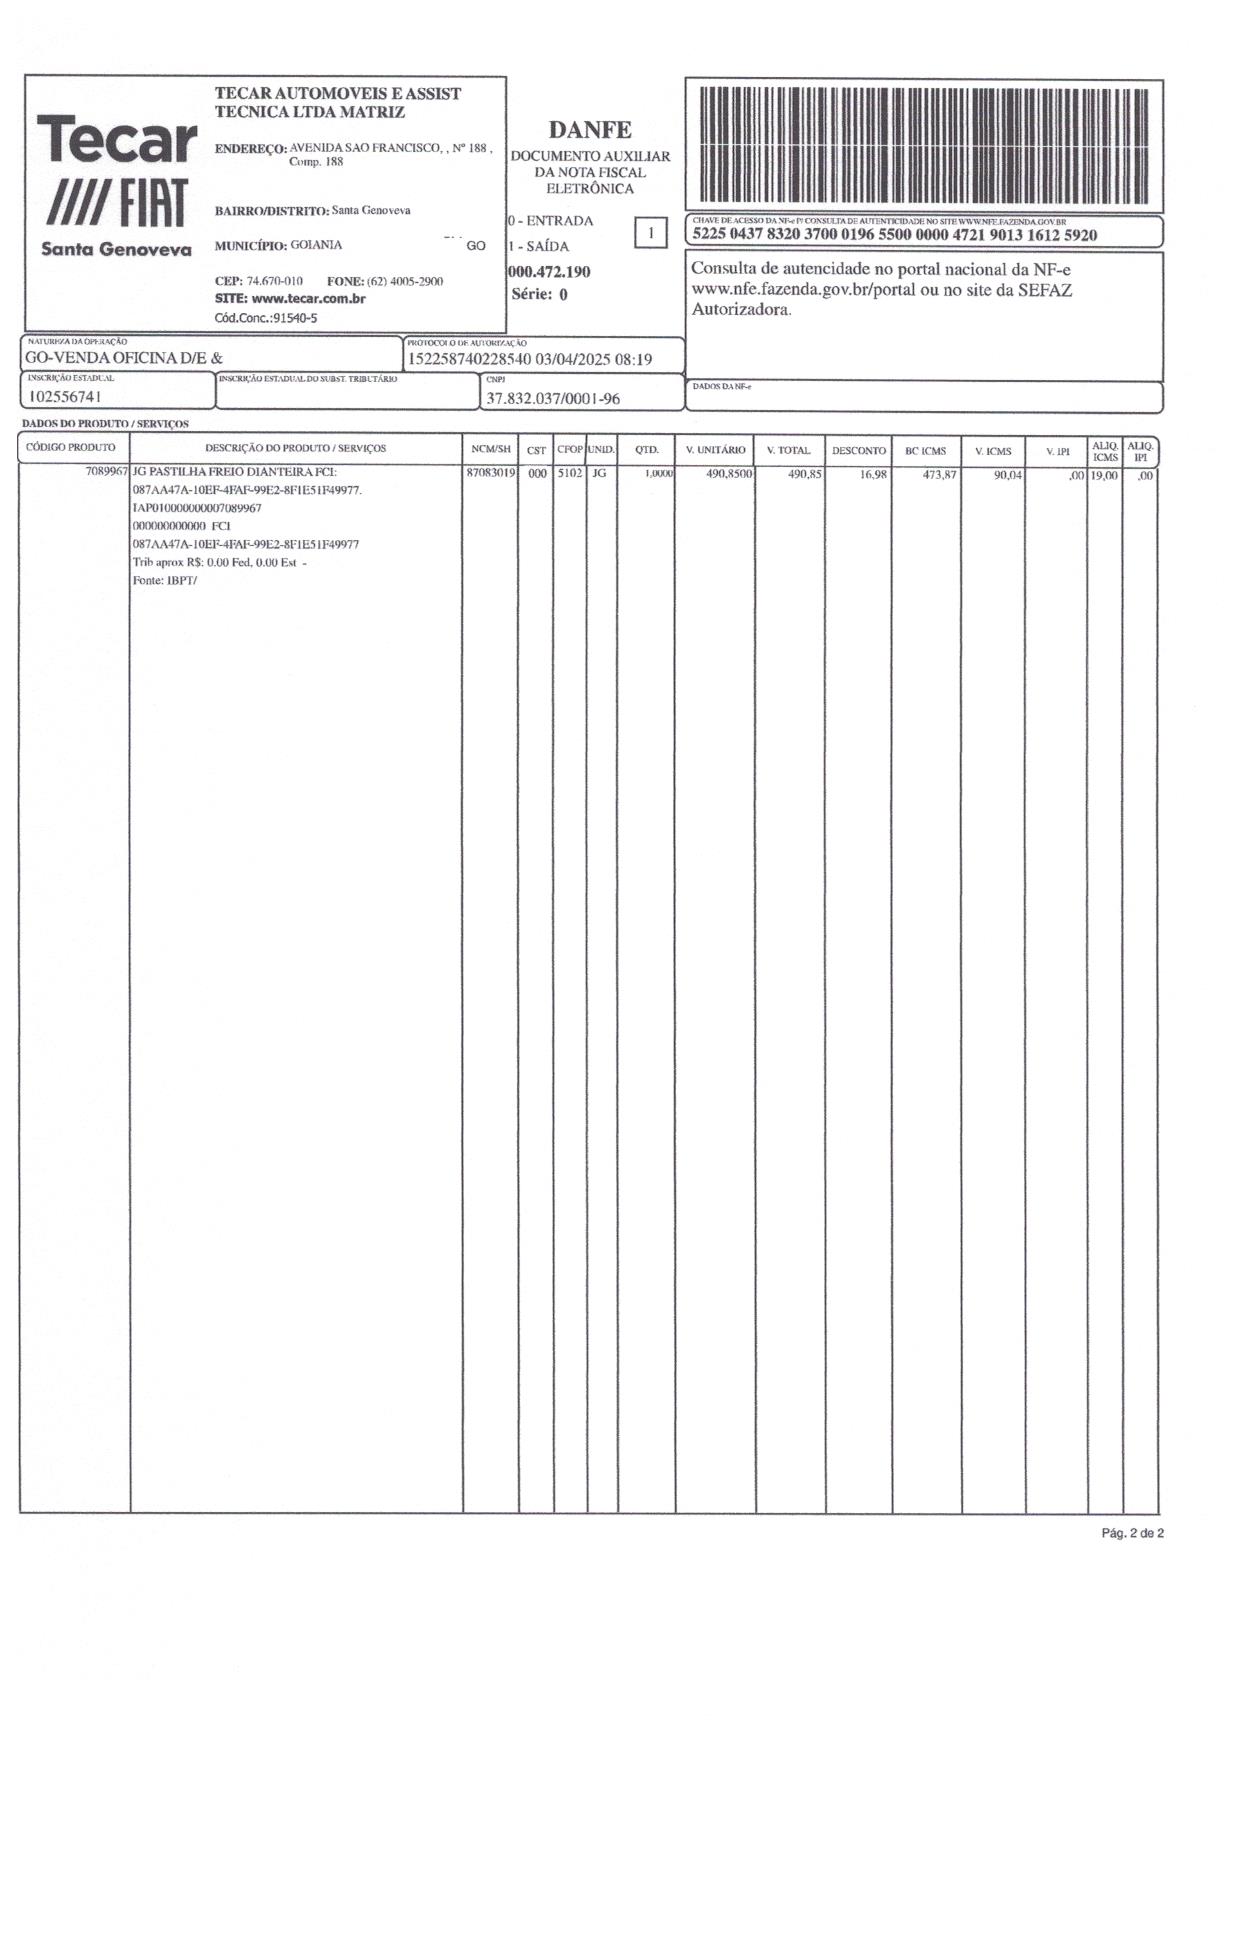 Tecar
FIAT
Santa Genoveva
TECAR AUTOMOVEIS E ASSIST
TECNICA LTDA MATRIZ
ENDEREÇO: AVENIDA SAO FRANCISCO, , Nº 188 ,
Comp. 188
BAIRRO/DISTRITO: Santa Genoveva
MUNICÍPIO: GOIANIA GO
CEP: 74.670-010 FONE: (62) 4005-2900
SITE: www.tecar.com.br
Cód.Conc.:91540-5
DANFE
DOCUMENTO AUXILIAR
DA NOTA FISCAL
ELETRÔNICA
0 - ENTRADA
1 - SAÍDA
1
000.472.190
Série: 0
CHAVE DE ACESSO DA NF-e P/ CONSULTA DE AUTENTICIDADE NO SITE WWW.NFE.FAZENDA.GOV.BR
5225 0437 8320 3700 0196 5500 0000 4721 9013 1612 5920
Consulta de autencidade no portal nacional da NF-e
www.nfe.fazenda.gov.br/portal ou no site da SEFAZ
Autorizadora.
NATUREZA DA OPERAÇÃO
GO-VENDA OFICINA D/E &
PROTOCOLO DE AUTORIZAÇÃO
152258740228540 03/04/2025 08:19
INSCRIÇÃO ESTADUAL
102556741
INSCRIÇÃO ESTADUAL DO SUBST. TRIBUTÁRIO
CNPJ
37.832.037/0001-96
DADOS DA NF-e
DADOS DO PRODUTO / SERVIÇOS
CÓDIGO PRODUTO DESCRIÇÃO DO PRODUTO / SERVIÇOS NCM/SH CST CFOP UNID. QTD. V. UNITÁRIO V. TOTAL DESCONTO BC ICMS V. ICMS V. IPI ALIQ. ICMS ALIQ. IPI
7089967 JG PASTILHA FREIO DIANTEIRA FCI: 87083019 000 5102 JG 1,0000 490,8500 490,85 16,98 473,87 90,04 ,00 19,00 ,00
087AA47A-10EF-4FAF-99E2-8F1E51F49977.
IAP010000000007089967
000000000000 FCI
087AA47A-10EF-4FAF-99E2-8F1E51F49977
Trib aprox R$: 0.00 Fed, 0.00 Est -
Fonte: IBPT/
Pág. 2 de 2